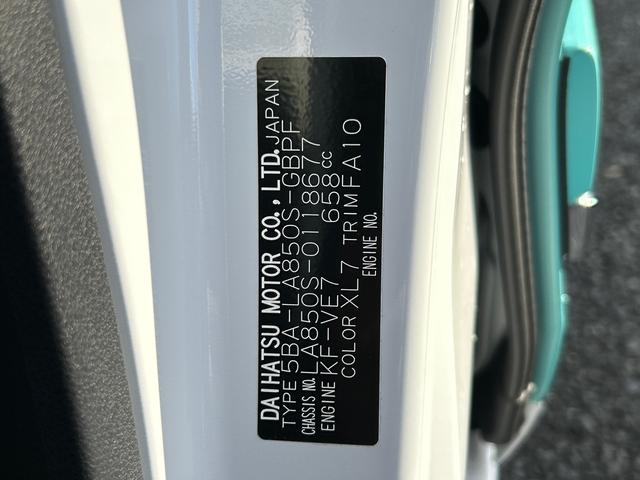 DAIHATSU MOTOR CO., LTD. JAPAN
TYPE 5BA-LA850S-GBPF
CHASSIS NO. LA850S-0118677
ENGINE KF-VE7 658cc
COLOR XL7 TRIM FA10
ENGINE NO.